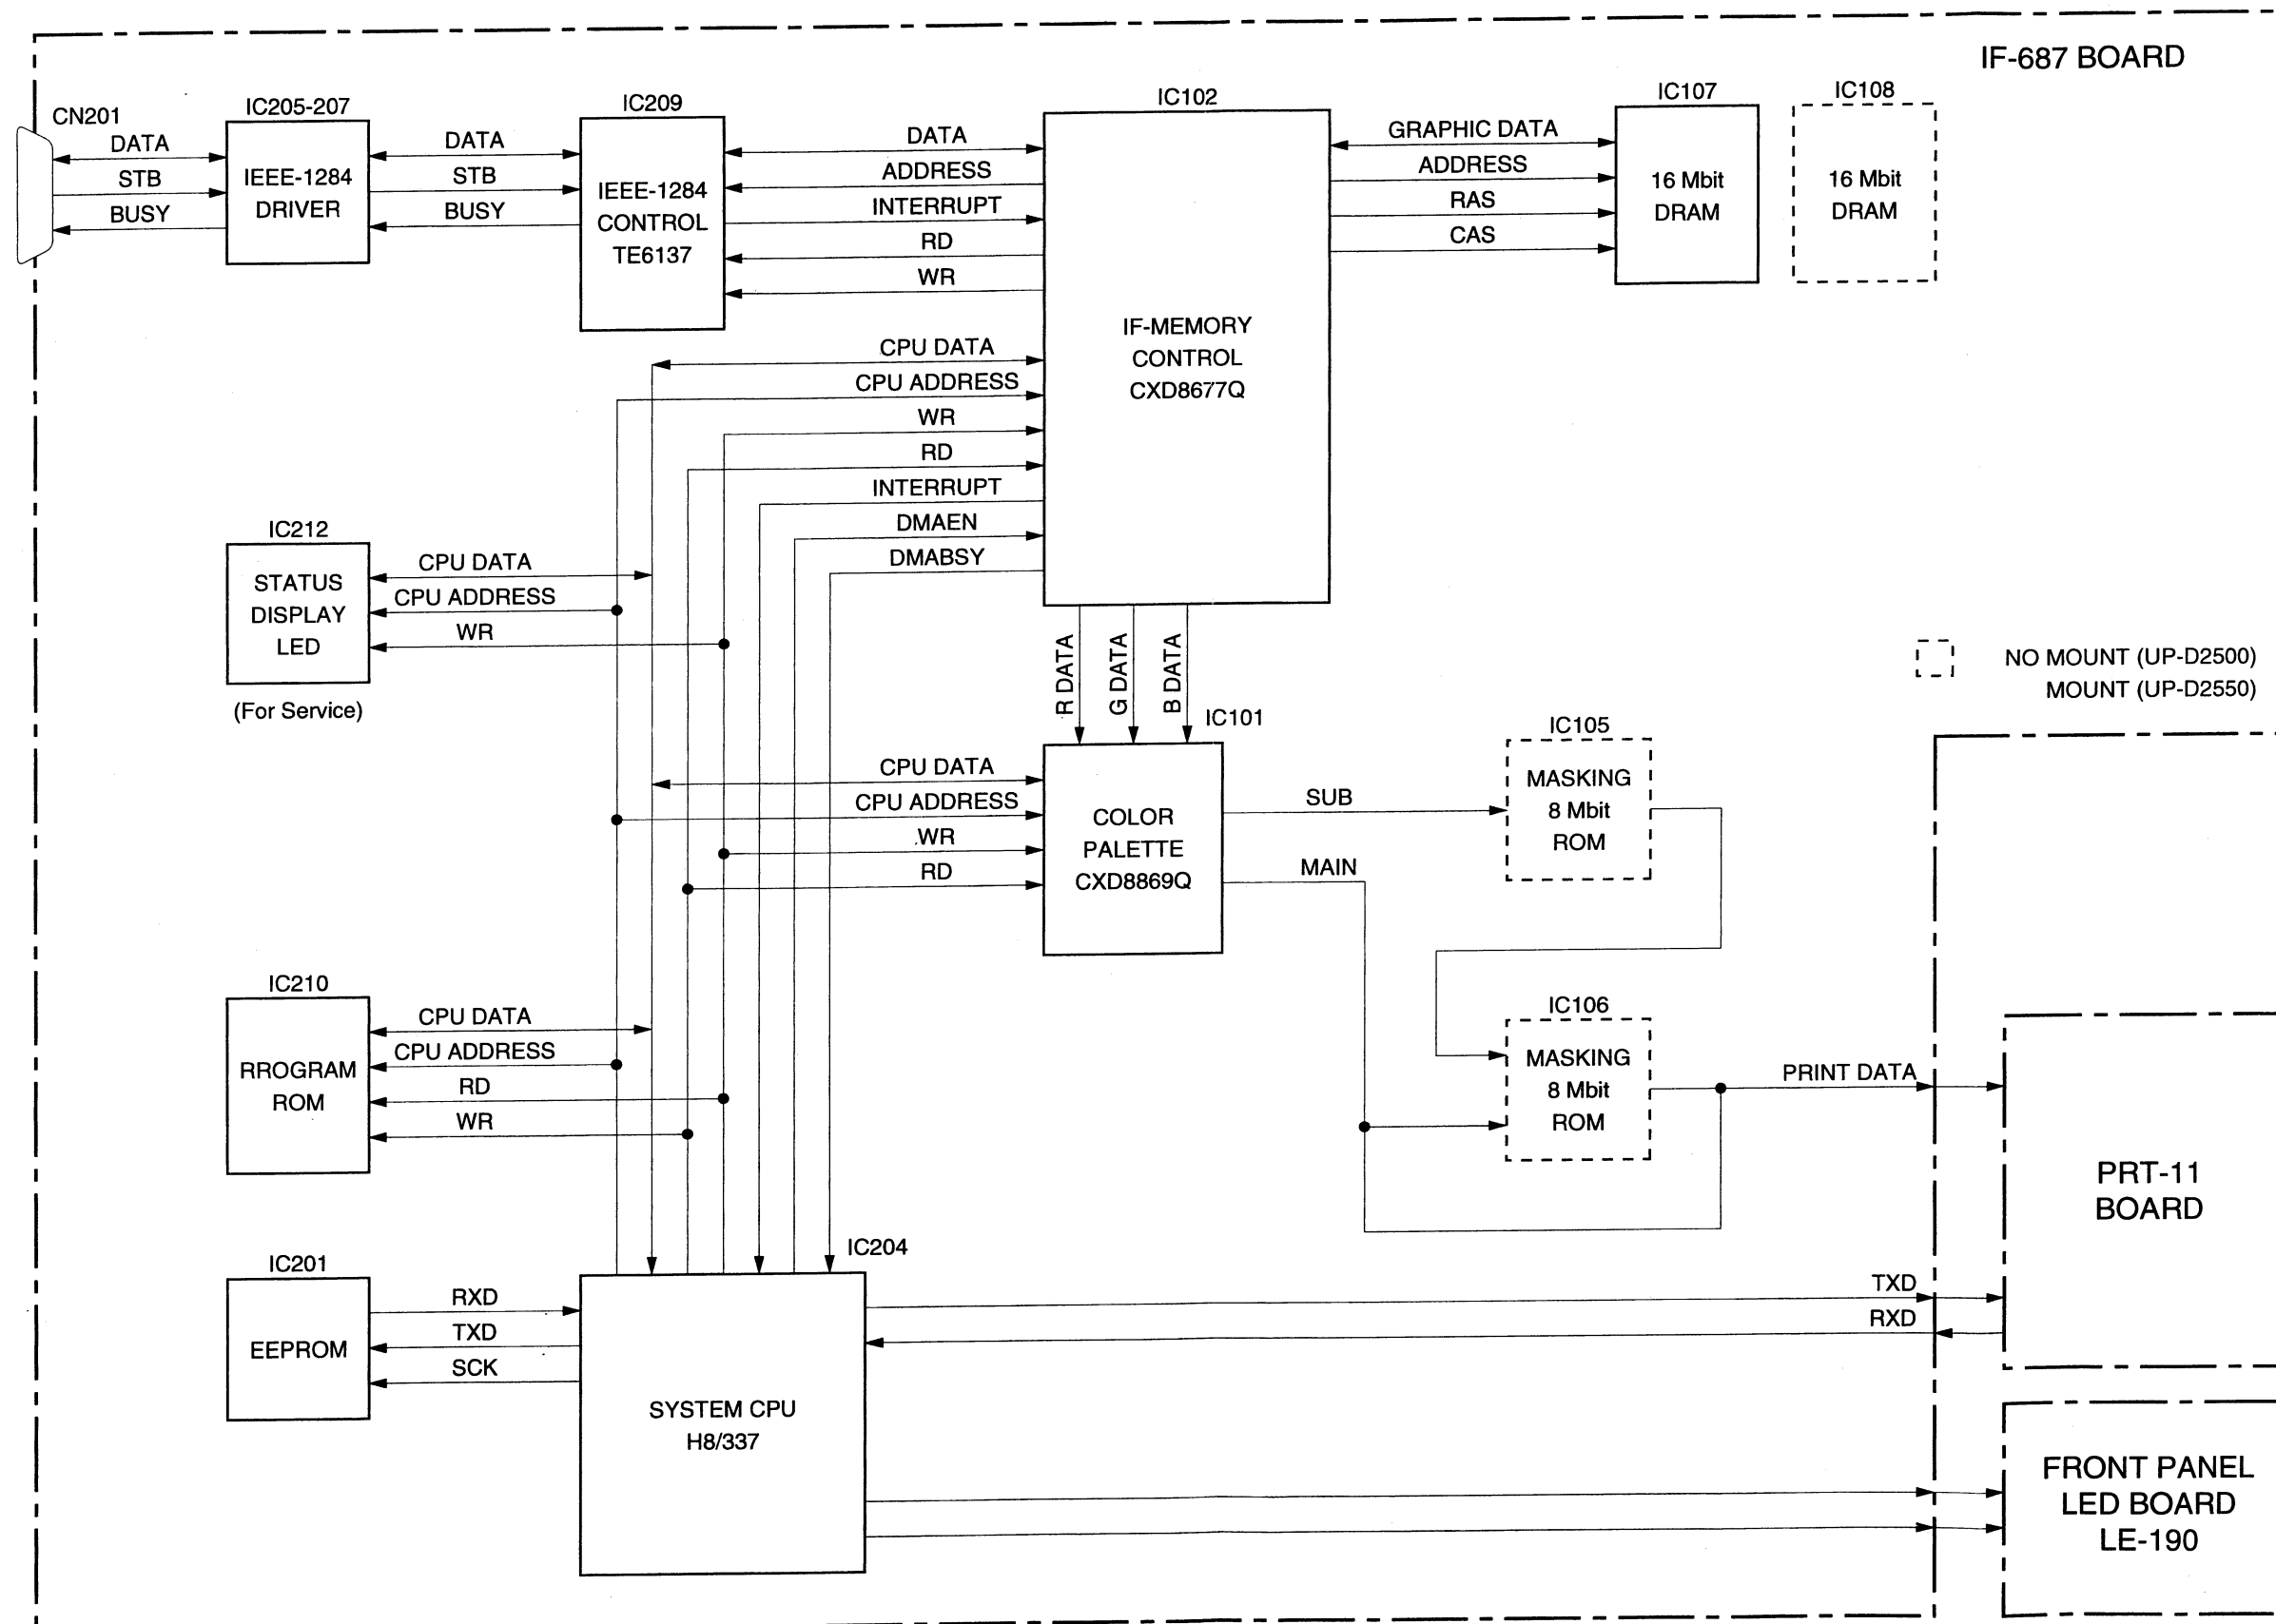 IF-687 BOARD
CN201
DATA
STB
BUSY
IC205-207
IEEE-1284
DRIVER
DATA
STB
BUSY
IC209
IEEE-1284
CONTROL
TE6137
DATA
ADDRESS
INTERRUPT
RD
WR
IC102
IF-MEMORY
CONTROL
CXD8677Q
GRAPHIC DATA
ADDRESS
RAS
CAS
IC107
16 Mbit
DRAM
IC108
16 Mbit
DRAM
CPU DATA
CPU ADDRESS
WR
RD
INTERRUPT
DMAEN
DMABSY
IC212
STATUS
DISPLAY
LED
(For Service)
CPU DATA
CPU ADDRESS
WR
R DATA
G DATA
B DATA
NO MOUNT (UP-D2500)
MOUNT (UP-D2550)
IC101
COLOR
PALETTE
CXD8869Q
CPU DATA
CPU ADDRESS
WR
RD
SUB
MAIN
IC105
MASKING
8 Mbit
ROM
IC106
MASKING
8 Mbit
ROM
PRINT DATA
IC210
RROGRAM
ROM
CPU DATA
CPU ADDRESS
RD
WR
PRT-11
BOARD
IC201
EEPROM
RXD
TXD
SCK
IC204
SYSTEM CPU
H8/337
TXD
RXD
FRONT PANEL
LED BOARD
LE-190